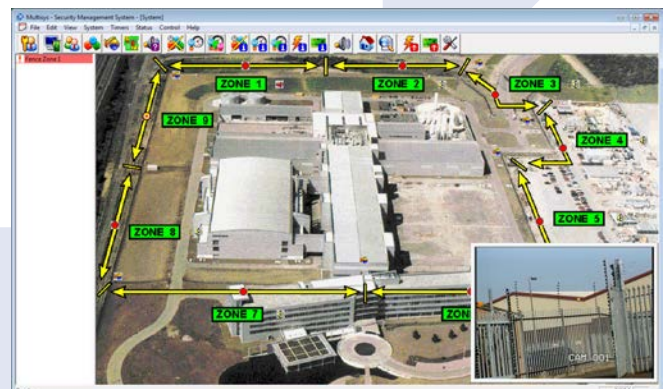 Multisys - Security Management System - [System]
File Edit View System Timers Status Control Help
Fence Zone 1
ZONE 1
ZONE 2
ZONE 3
ZONE 9
ZONE 4
ZONE 5
ZONE 8
ZONE 7
CAM 001